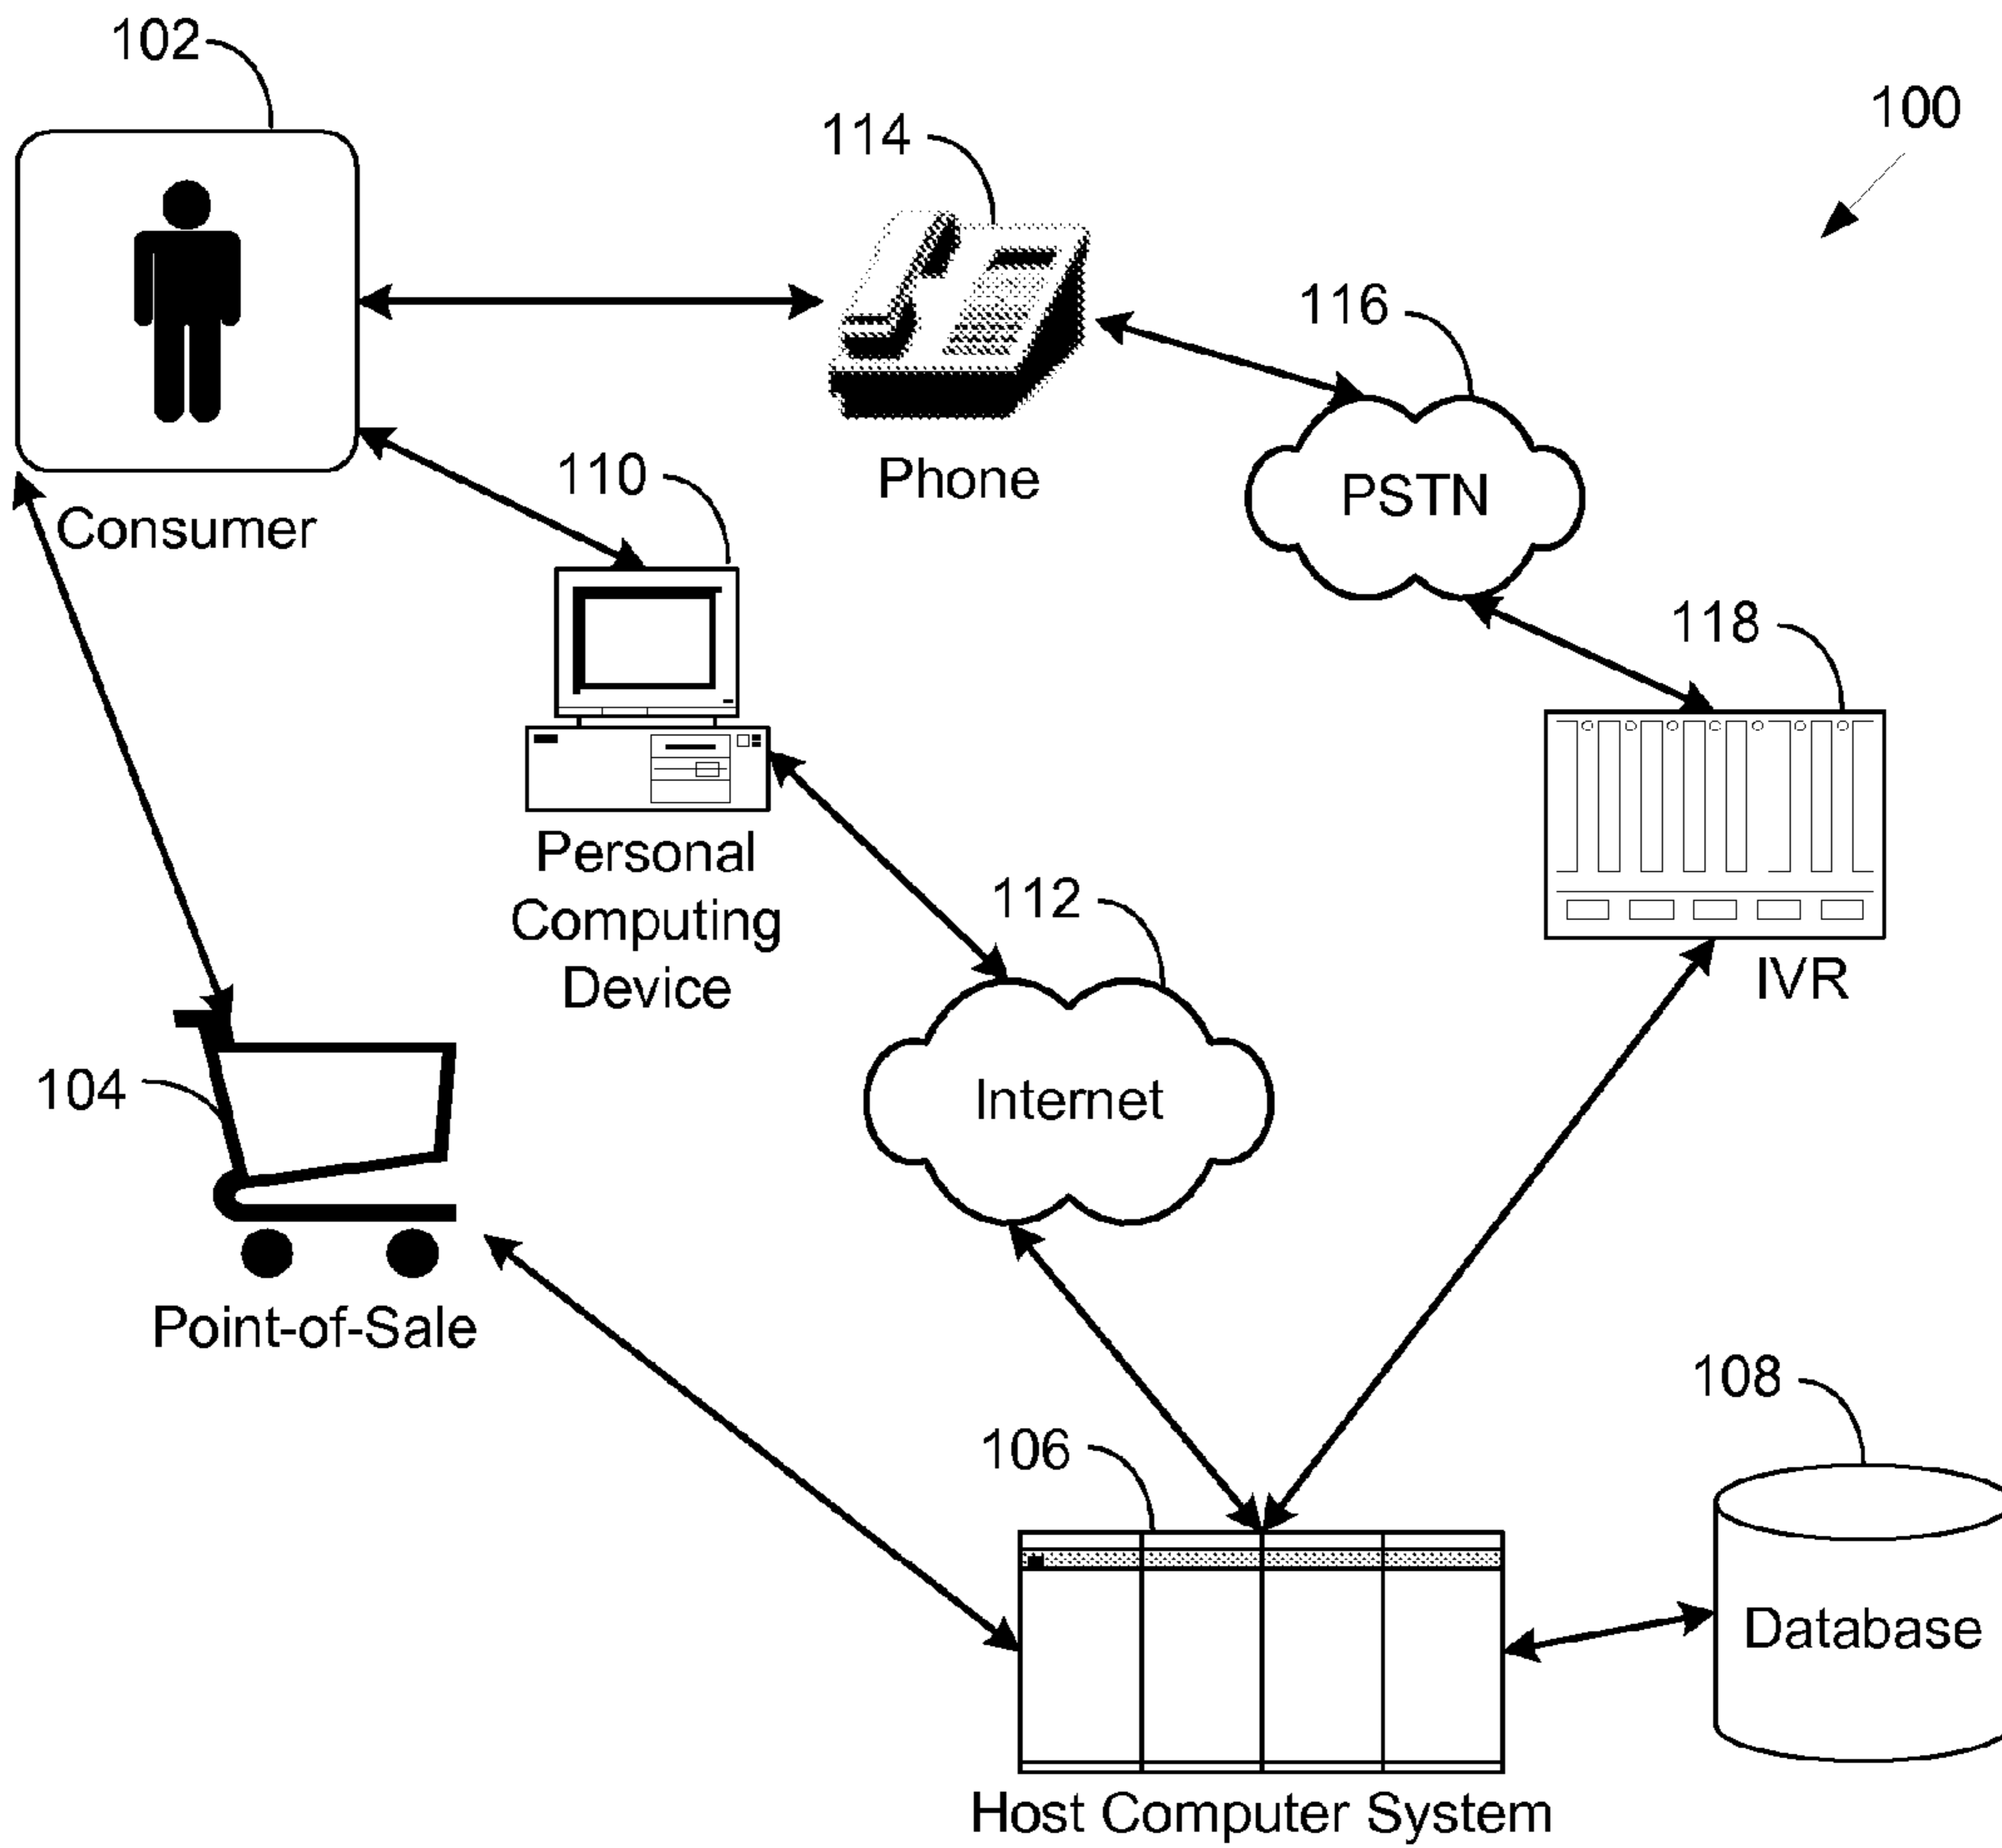 102
114
100
116
Consumer
110
Phone
PSTN
118
Personal
Computing
Device
112
IVR
104
Internet
Point-of-Sale
108
106
Database
Host Computer System